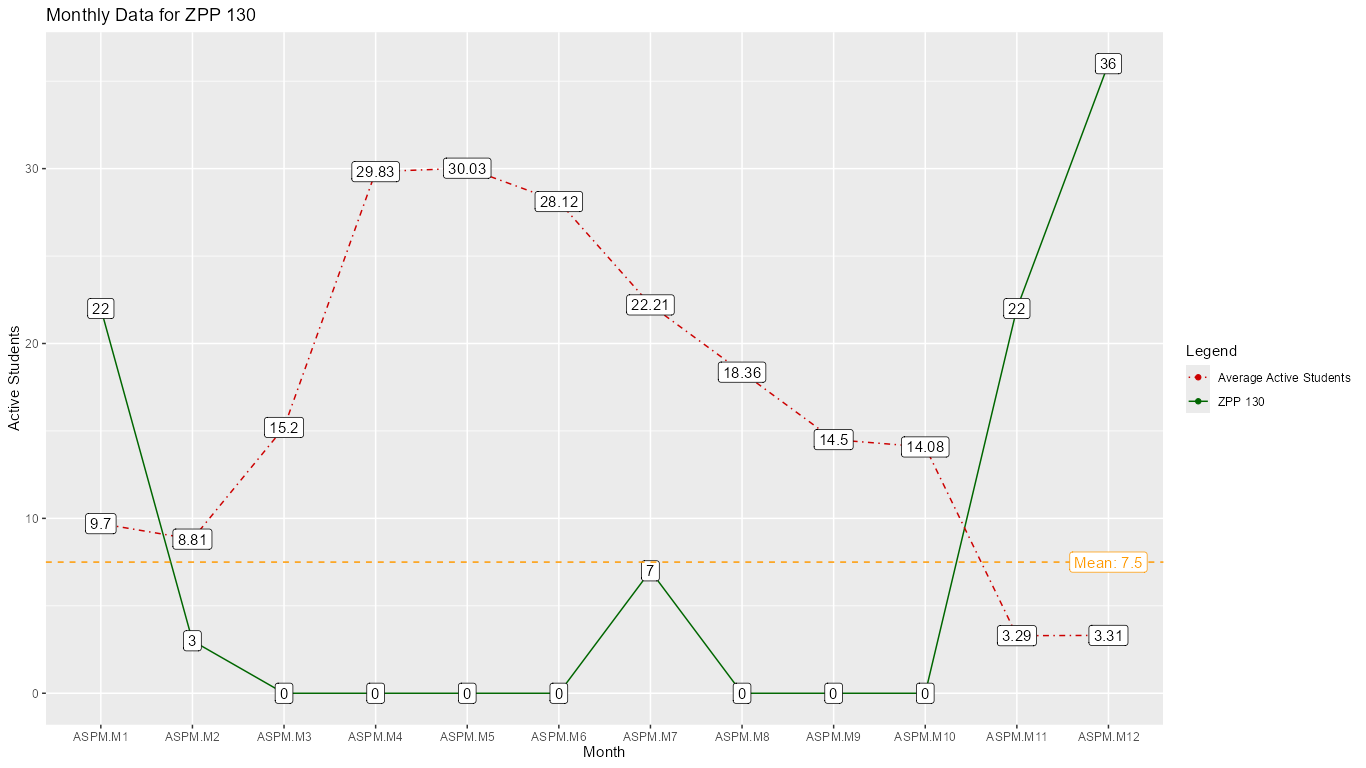 Monthly Data for ZPP 130
Active Students
30
20
10
0
36
29.83
30.03
28.12
22
22.21
22
18.36
15.2
14.5
14.08
9.7
8.81
Mean: 7.5
7
3
3.29
3.31
0
0
0
0
0
0
0
ASPM.M1
ASPM.M2
ASPM.M3
ASPM.M4
ASPM.M5
ASPM.M6
ASPM.M7
ASPM.M8
ASPM.M9
ASPM.M10
ASPM.M11
ASPM.M12
Month
Legend
Average Active Students
ZPP 130